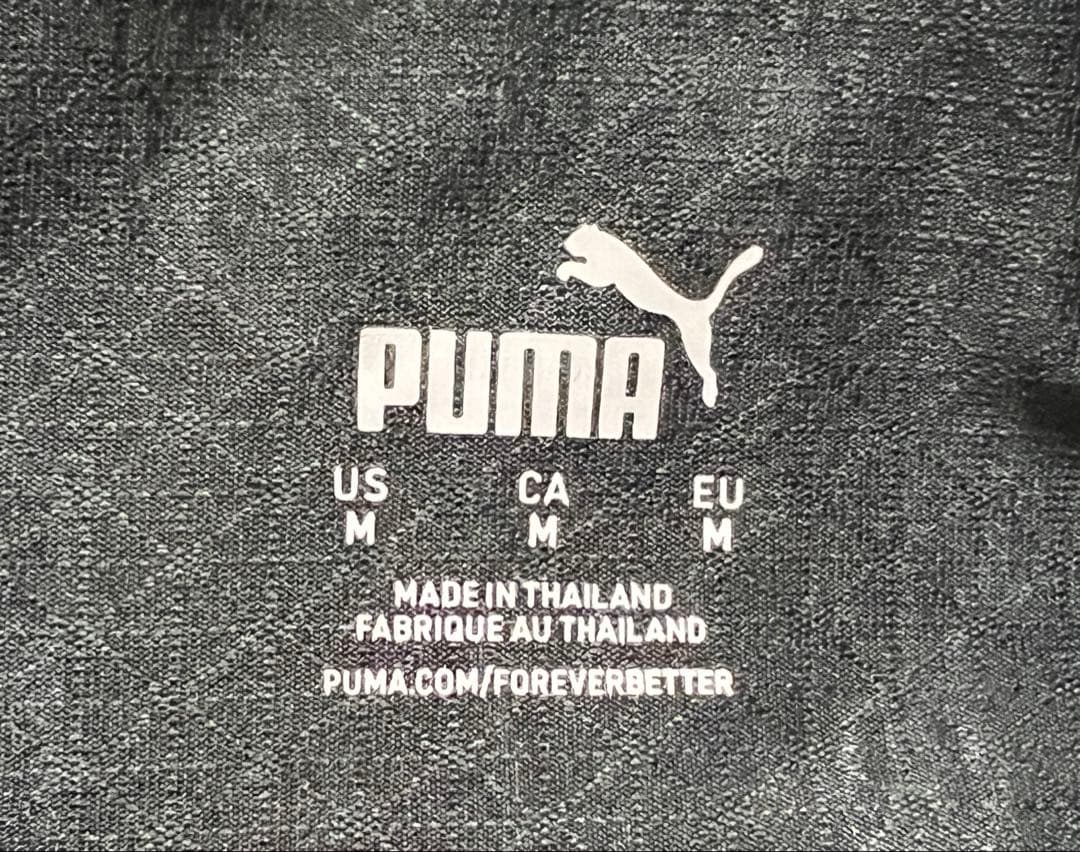 PUMA
US CA EU
M M M
MADE IN THAILAND
FABRIQUE AU THAILAND
PUMA.COM/FOREVERBETTER